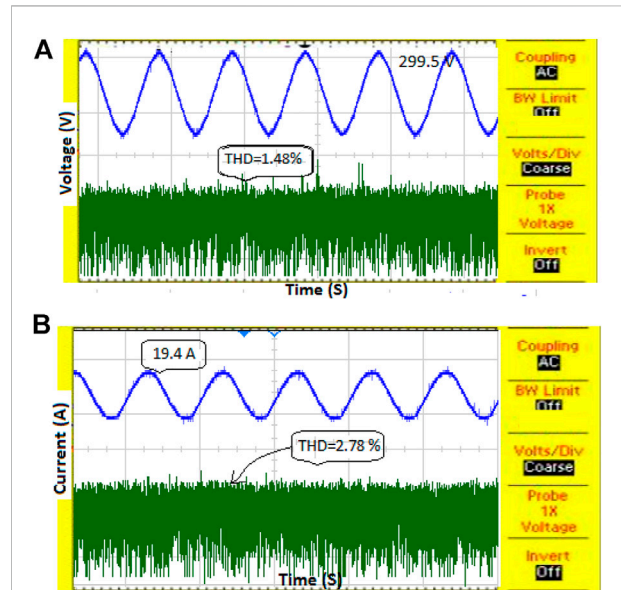 A
299.5 V
THD=1.48%
Voltage (V)
Time (S)
Coupling
AC
BW Limit
Off
Volts/Div
Coarse
Probe
1X
Voltage
Invert
Off
B
19.4 A
THD=2.78 %
Current (A)
Time (S)
Coupling
AC
BW Limit
Off
Volts/Div
Coarse
Probe
1X
Voltage
Invert
Off